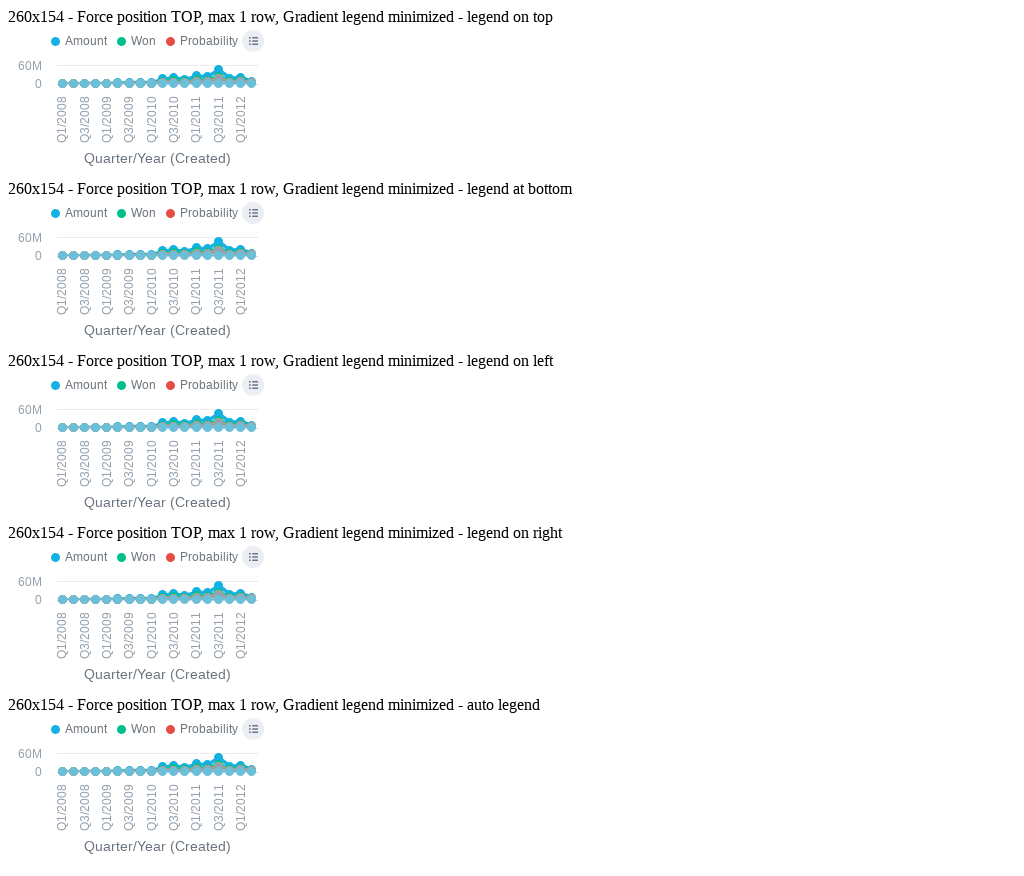 260x154 - Force position TOP, max 1 row, Gradient legend minimized - legend on top
Amount Won Probability
60M
0
Q1/2008 Q3/2008 Q1/2009 Q3/2009 Q1/2010 Q3/2010 Q1/2011 Q3/2011 Q1/2012
Quarter/Year (Created)
260x154 - Force position TOP, max 1 row, Gradient legend minimized - legend at bottom
Amount Won Probability
60M
0
Q1/2008 Q3/2008 Q1/2009 Q3/2009 Q1/2010 Q3/2010 Q1/2011 Q3/2011 Q1/2012
Quarter/Year (Created)
260x154 - Force position TOP, max 1 row, Gradient legend minimized - legend on left
Amount Won Probability
60M
0
Q1/2008 Q3/2008 Q1/2009 Q3/2009 Q1/2010 Q3/2010 Q1/2011 Q3/2011 Q1/2012
Quarter/Year (Created)
260x154 - Force position TOP, max 1 row, Gradient legend minimized - legend on right
Amount Won Probability
60M
0
Q1/2008 Q3/2008 Q1/2009 Q3/2009 Q1/2010 Q3/2010 Q1/2011 Q3/2011 Q1/2012
Quarter/Year (Created)
260x154 - Force position TOP, max 1 row, Gradient legend minimized - auto legend
Amount Won Probability
60M
0
Q1/2008 Q3/2008 Q1/2009 Q3/2009 Q1/2010 Q3/2010 Q1/2011 Q3/2011 Q1/2012
Quarter/Year (Created)